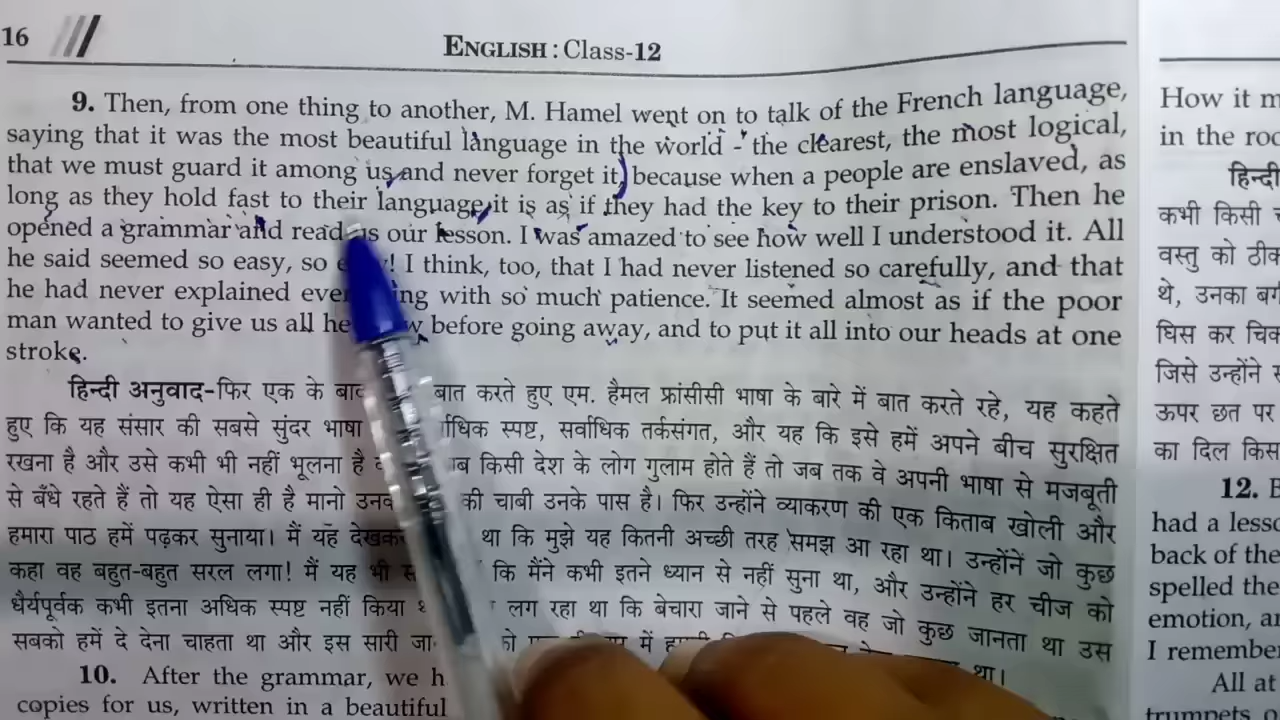 16
ENGLISH : Class-12
9. Then, from one thing to another, M. Hamel went on to talk of the French language,
saying that it was the most beautiful language in the world - the clearest, the most logical,
that we must guard it among us and never forget it, because when a people are enslaved, as
long as they hold fast to their language it is as if they had the key to their prison. Then he
opened a grammar and read us our lesson. I was amazed to see how well I understood it. All
he said seemed so easy, so ! I think, too, that I had never listened so carefully, and that
he had never explained with so much patience. It seemed almost as if the poor
man wanted to give us all he before going away, and to put it all into our heads at one
stroke.
हिन्दी अनुवाद-फिर एक के बाद बात करते हुए एम. हैमल फ्रांसीसी भाषा के बारे में बात करते रहे, यह कहते
हुए कि यह संसार की सबसे सुंदर भाषा स्पष्ट, सर्वाधिक तर्कसंगत, और यह कि इसे हमें अपने बीच सुरक्षित
रखना है और उसे कभी भी नहीं भूलना है किसी देश के लोग गुलाम होते हैं तो जब तक वे अपनी भाषा से मजबूती
से बँधे रहते हैं तो यह ऐसा ही है मानो की चाबी उनके पास है। फिर उन्होंने व्याकरण की एक किताब खोली और
हमारा पाठ हमें पढ़कर सुनाया। मैं यह था कि मुझे यह कितनी अच्छी तरह समझ आ रहा था। उन्होंनें जो कुछ
कहा वह बहुत-बहुत सरल लगा! मैं यह भी कि मैंने कभी इतने ध्यान से नहीं सुना था, और उन्होंने हर चीज को
धैर्यपूर्वक कभी इतना अधिक स्पष्ट नहीं किया लग रहा था कि बेचारा जाने से पहले वह जो कुछ जानता था उस
सबको हमें दे देना चाहता था और इस सारी में था।
10. After the grammar, we
copies for us, written in a beautiful
How it
in the
हिन्दी
कभी किसी
वस्तु को
थे, उनका
घिस कर
जिसे उन्होंने
ऊपर छत पर
का दिल
12.
had a
back of the
spelled the
emotion,
I
All at
trumpets